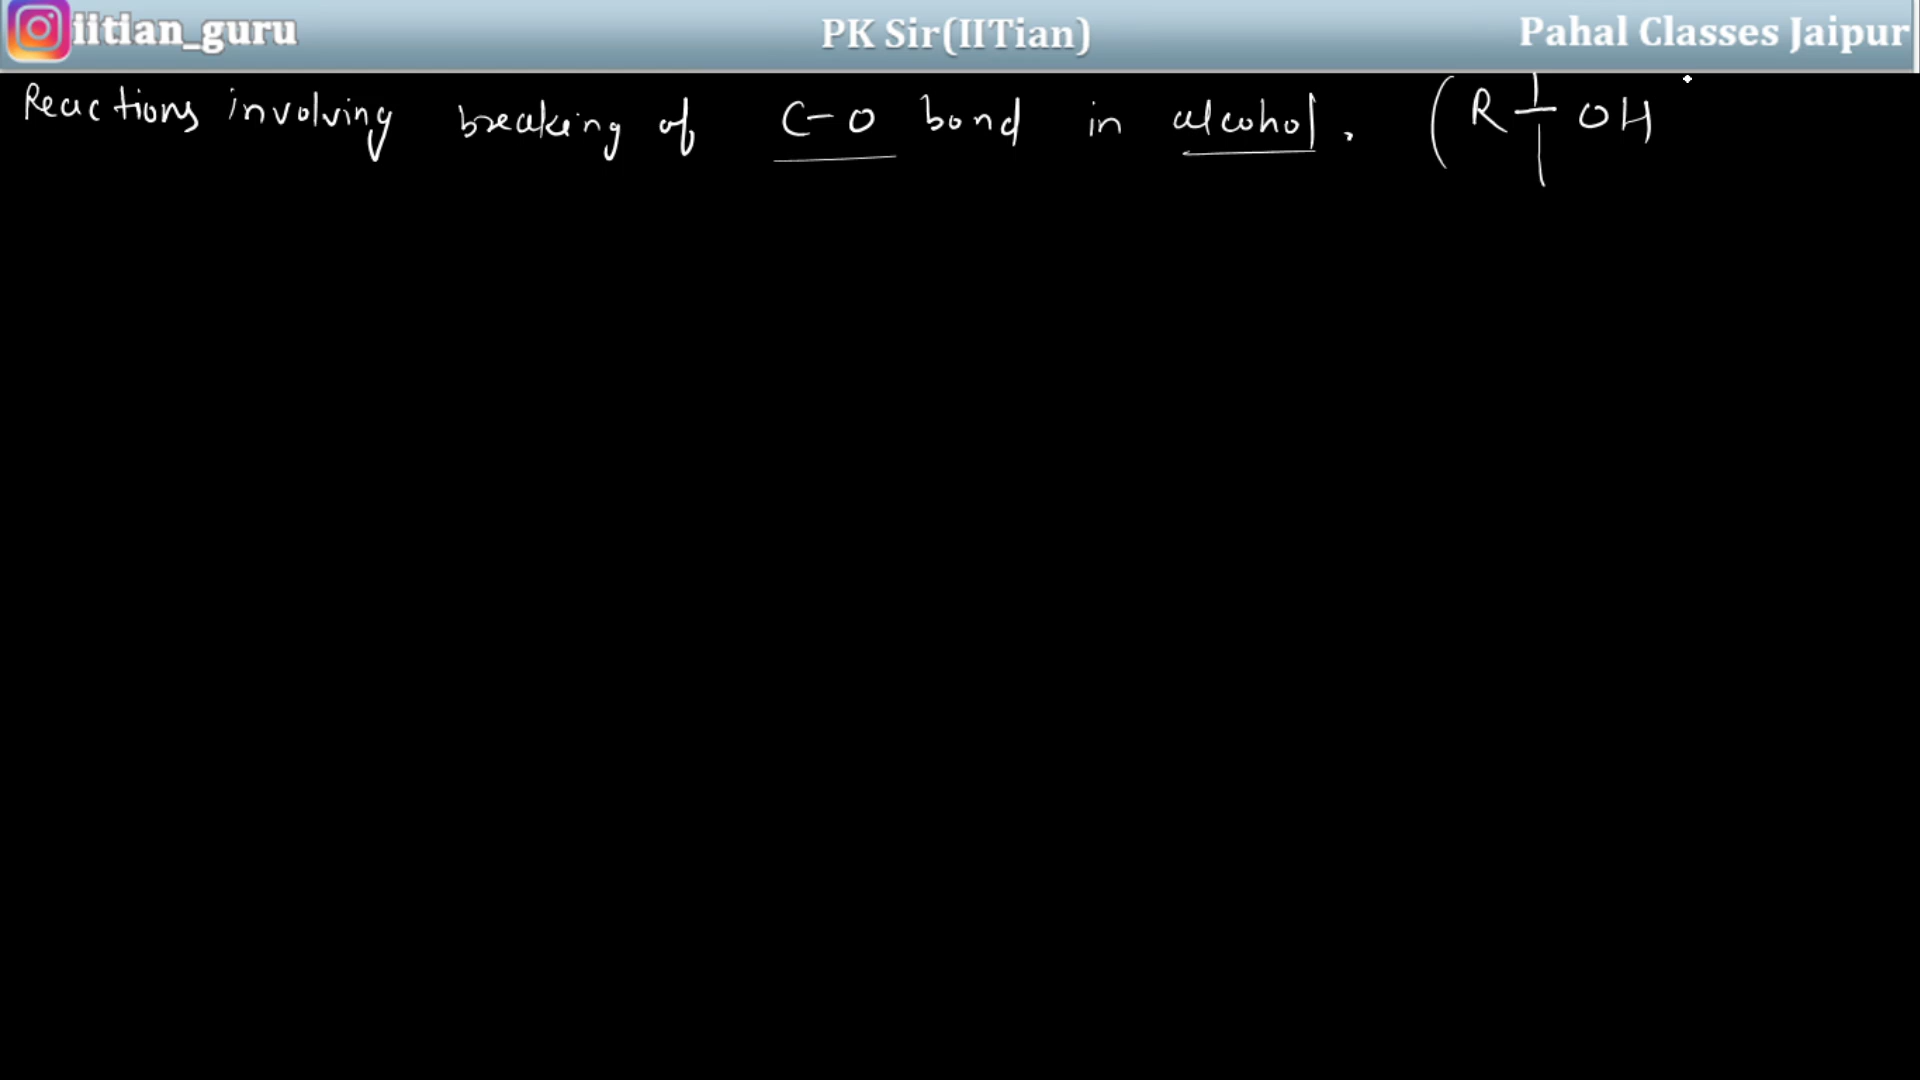 iitian_guru PK Sir(IITian) Pahal Classes Jaipur
Reactions involving breaking of C-O bond in alcohol. (R-OH